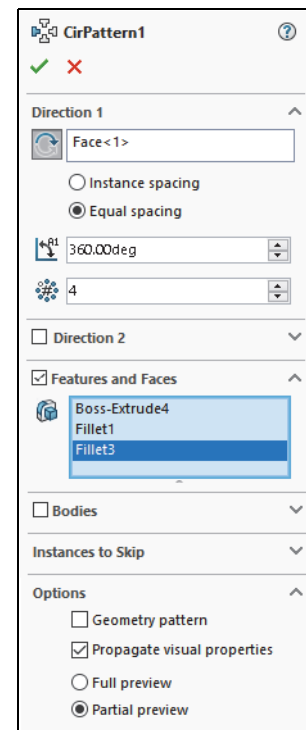 CirPattern1
Direction 1
Face<1>
Instance spacing
Equal spacing
A1
360.00deg
#
4
Direction 2
Features and Faces
Boss-Extrude4
Fillet1
Fillet3
Bodies
Instances to Skip
Options
Geometry pattern
Propagate visual properties
Full preview
Partial preview